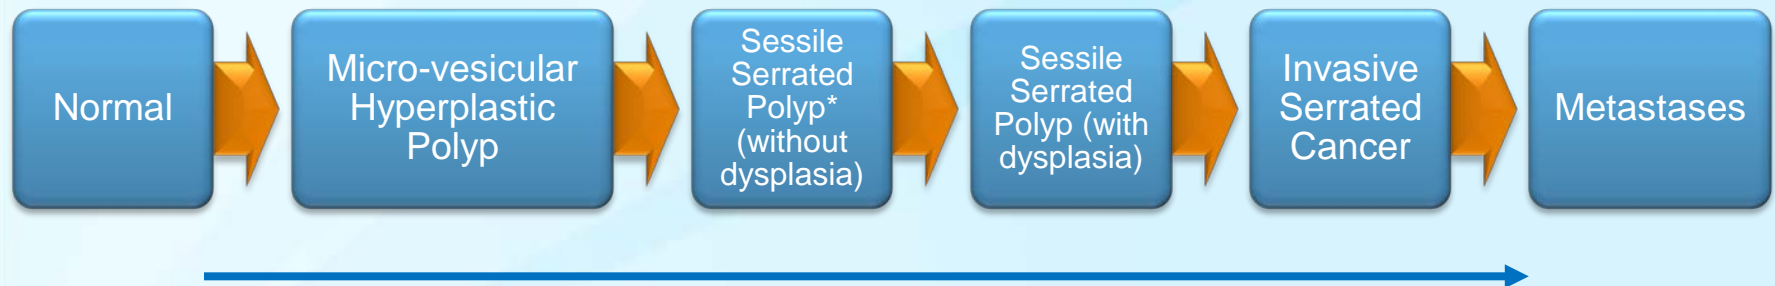 Normal
Micro-vesicular
Hyperplastic
Polyp
Sessile
Serrated
Polyp*
(without
dysplasia)
Sessile
Serrated
Polyp (with
dysplasia)
Invasive
Serrated
Cancer
Metastases